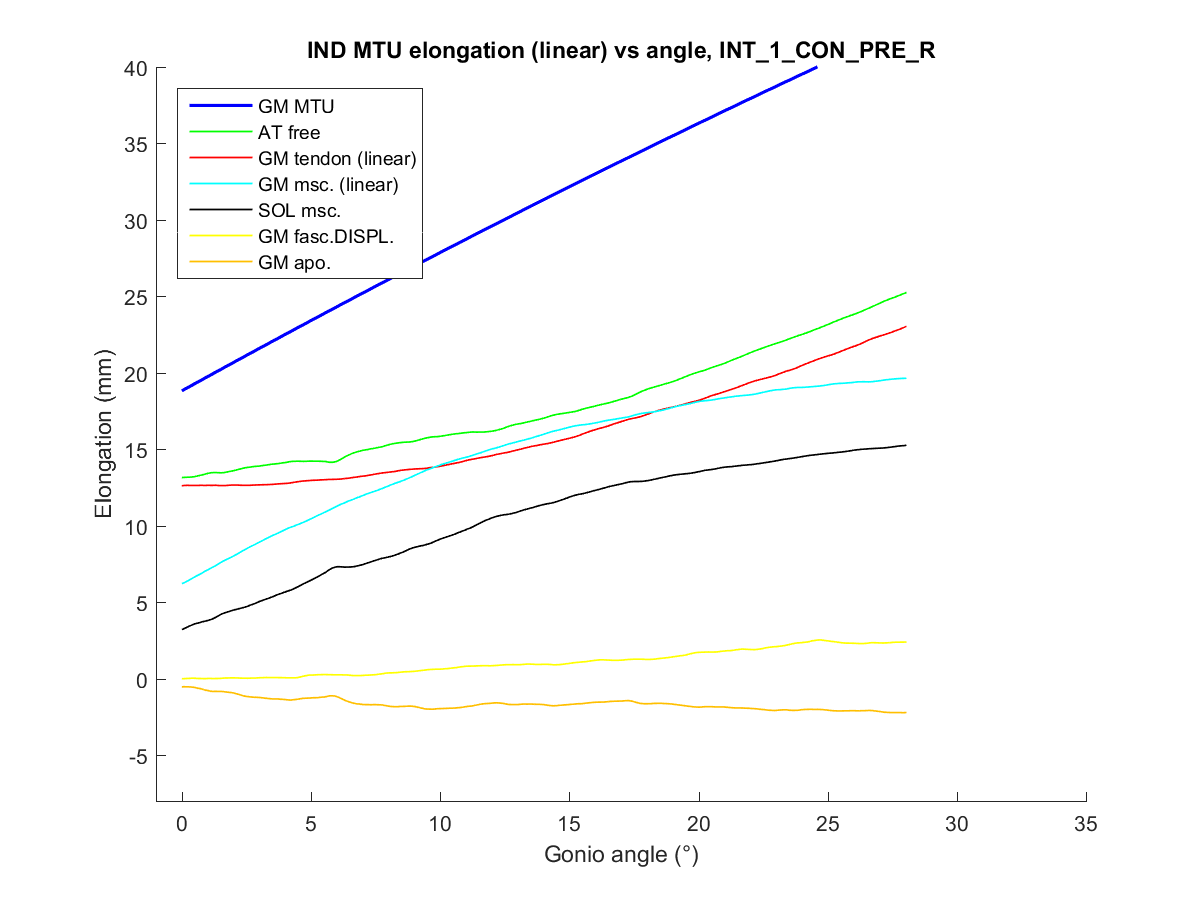 IND MTU elongation (linear) vs angle, INT_1_CON_PRE_R
40
35
30
25
20
15
10
5
0
-5
Elongation (mm)
GM MTU
AT free
GM tendon (linear)
GM msc. (linear)
SOL msc.
GM fasc.DISPL.
GM apo.
0 5 10 15 20 25 30 35
Gonio angle (°)